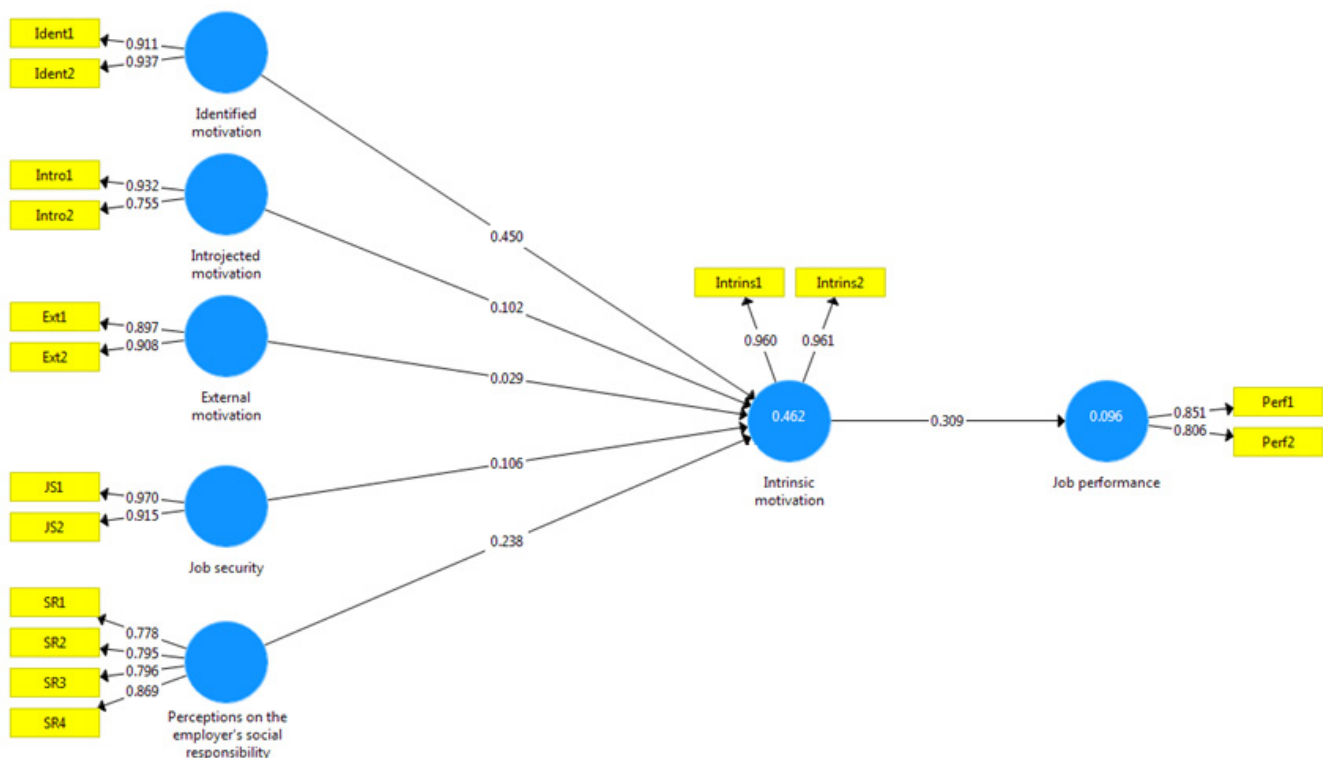 Ident1
0.911
Ident2
0.937
Identified
motivation
Intro1
0.932
Intro2
0.755
Introjected
motivation
Ext1
0.897
Ext2
0.908
External
motivation
JS1
0.970
JS2
0.915
Job security
SR1
0.778
SR2
0.795
SR3
0.796
SR4
0.869
Perceptions on the
employer's social
responsibility
0.450
0.102
0.029
0.106
0.238
Intrins1
Intrins2
0.960
0.961
0.462
Intrinsic
motivation
0.309
0.096
Job performance
0.851
Perf1
0.806
Perf2